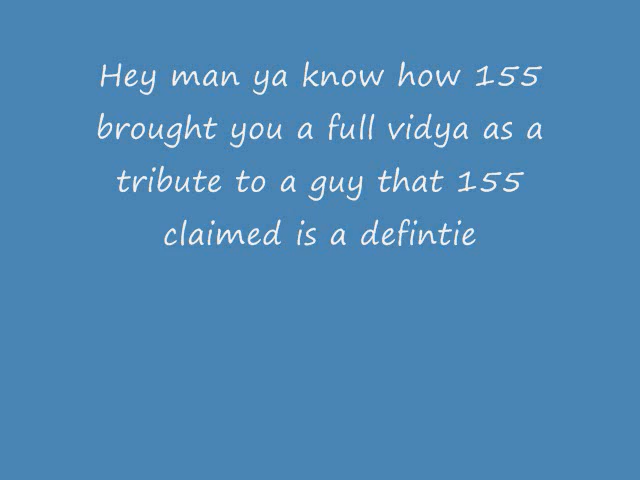 Hey man ya know how 155
brought you a full vidya as a
tribute to a guy that 155
claimed is a defintie